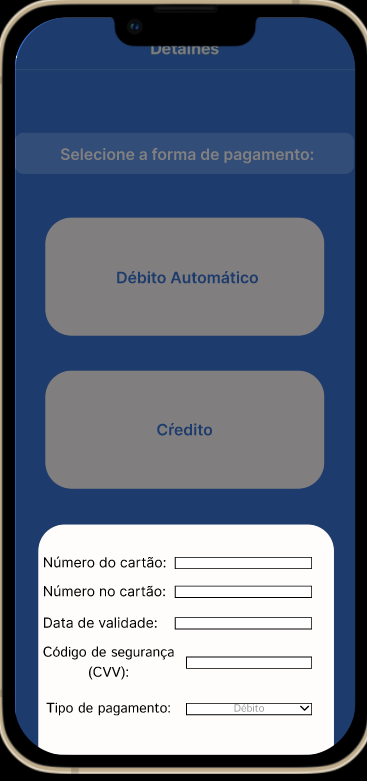 Detalhes
Selecione a forma de pagamento:
Débito Automático
Cŕedito
Número do cartão:
Número no cartão:
Data de validade:
Código de segurança
(CVV):
Tipo de pagamento:
Débito